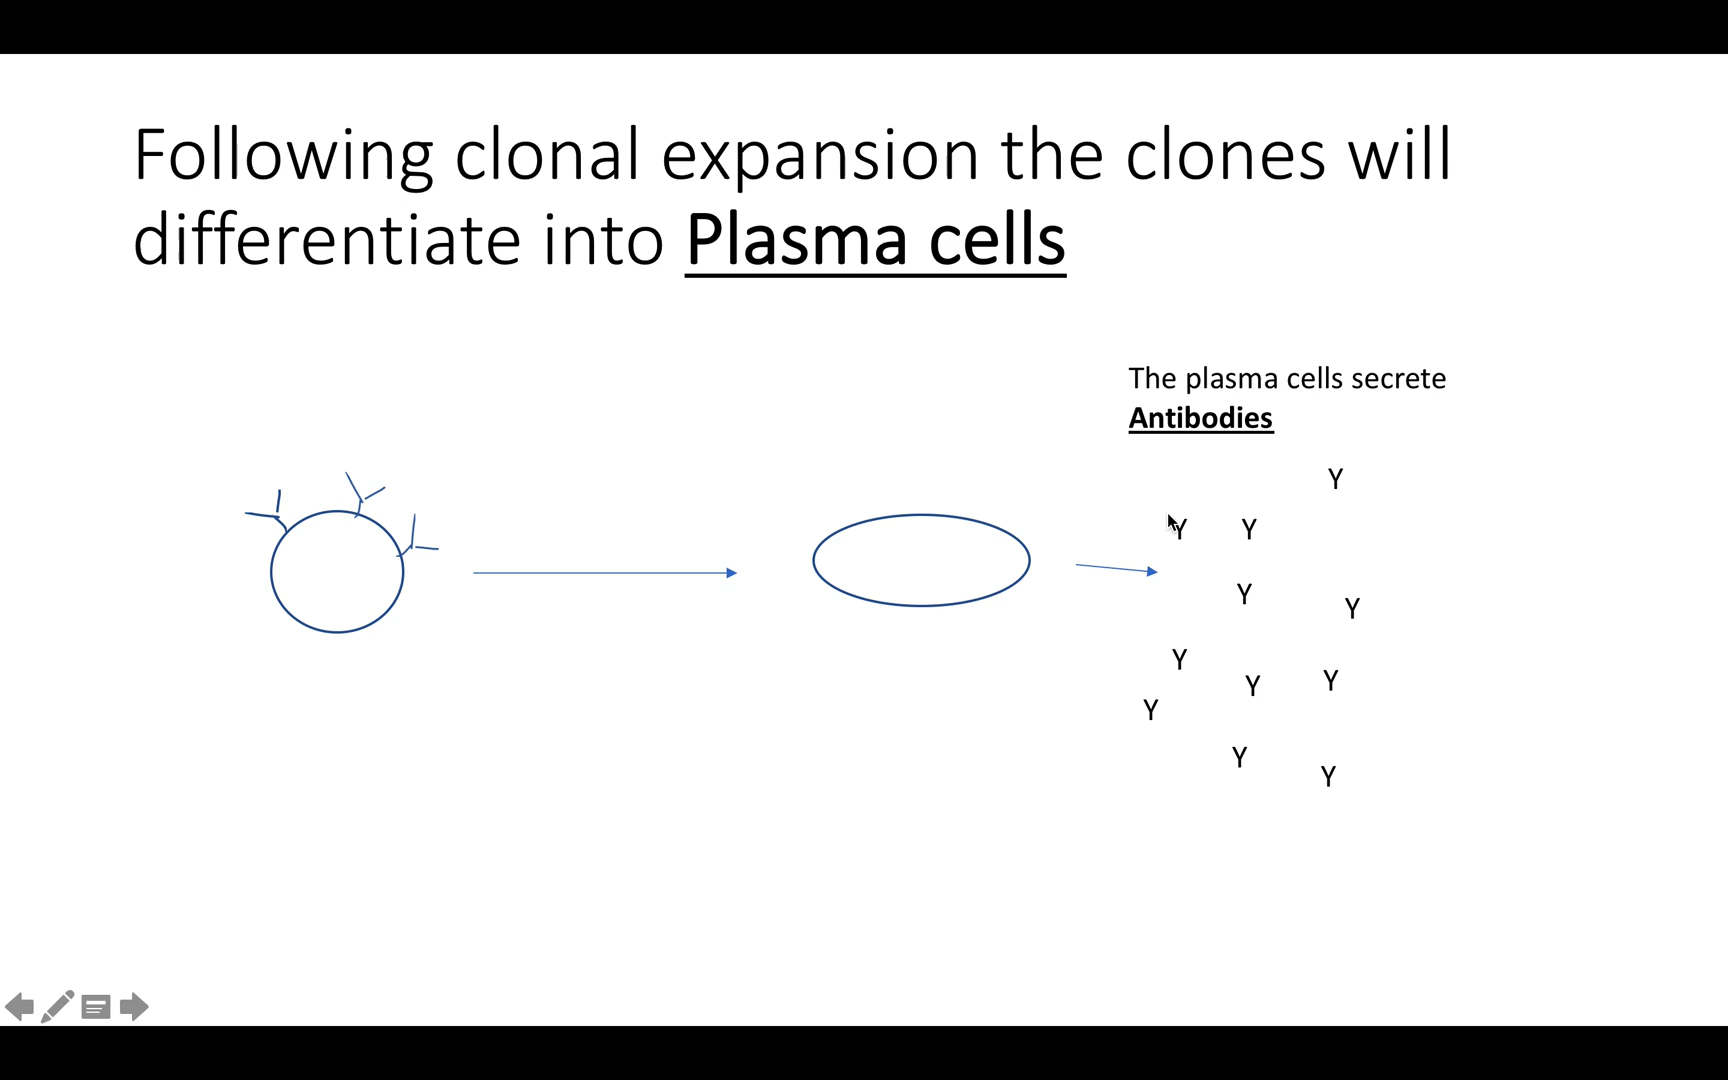 Following clonal expansion the clones will
differentiate into Plasma cells
The plasma cells secrete
Antibodies
Y
Y Y
Y
Y
Y
Y
Y
Y
Y
Y